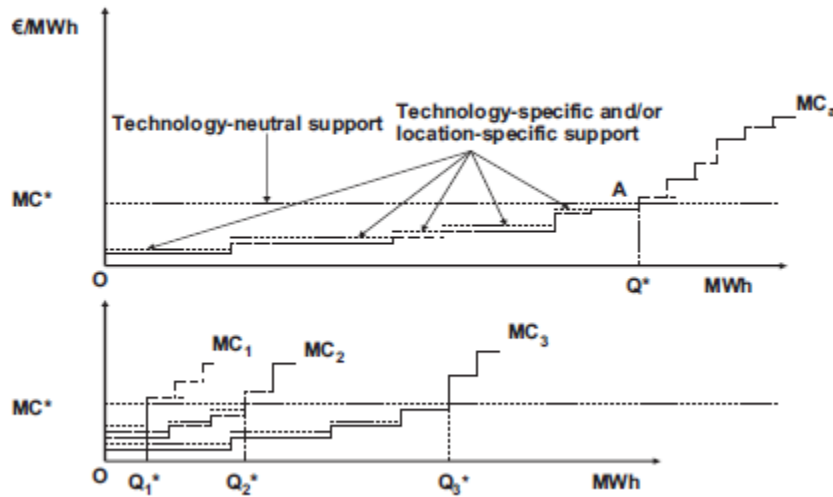 €/MWh
MCa
Technology-neutral support
Technology-specific and/or
location-specific support
MC*
A
O
Q*
MWh
MC1
MC2
MC3
MC*
O
Q1*
Q2*
Q3*
MWh